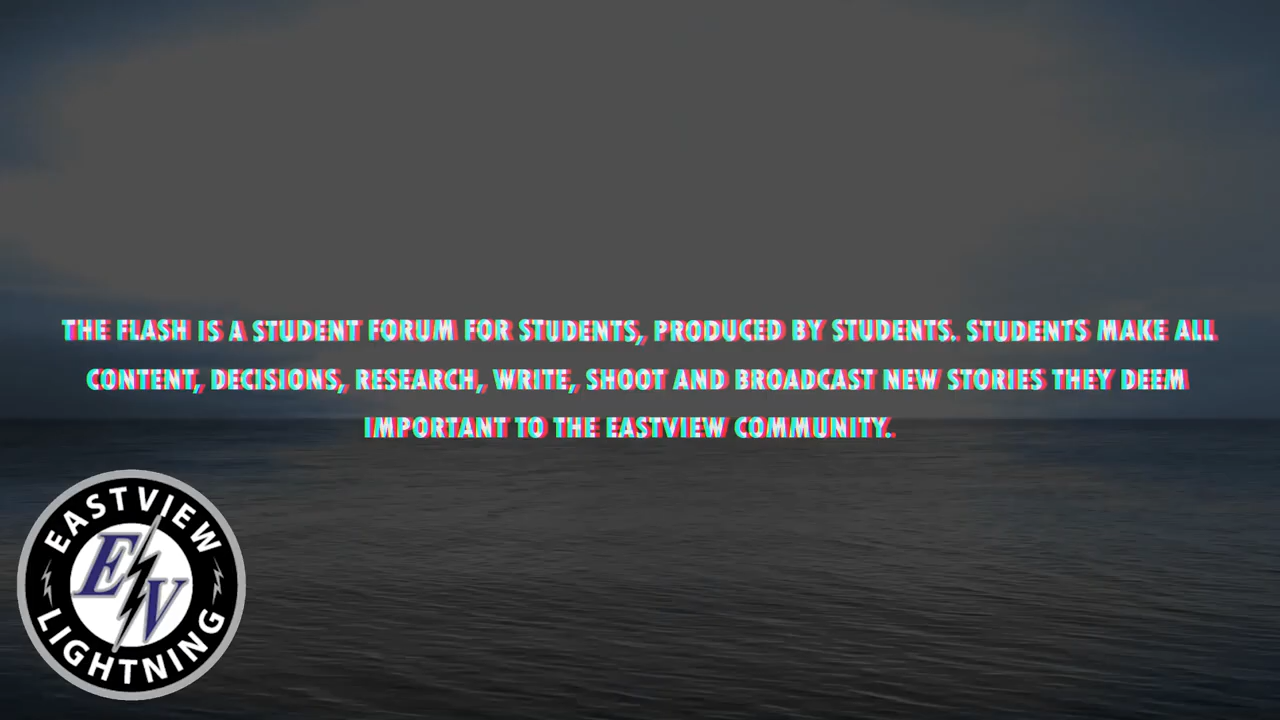 THE FLASH IS A STUDENT FORUM FOR STUDENTS, PRODUCED BY STUDENTS. STUDENTS MAKE ALL
CONTENT, DECISIONS, RESEARCH, WRITE, SHOOT AND BROADCAST NEW STORIES THEY DEEM
IMPORTANT TO THE EASTVIEW COMMUNITY.
EASTVIEW
EV
LIGHTNING